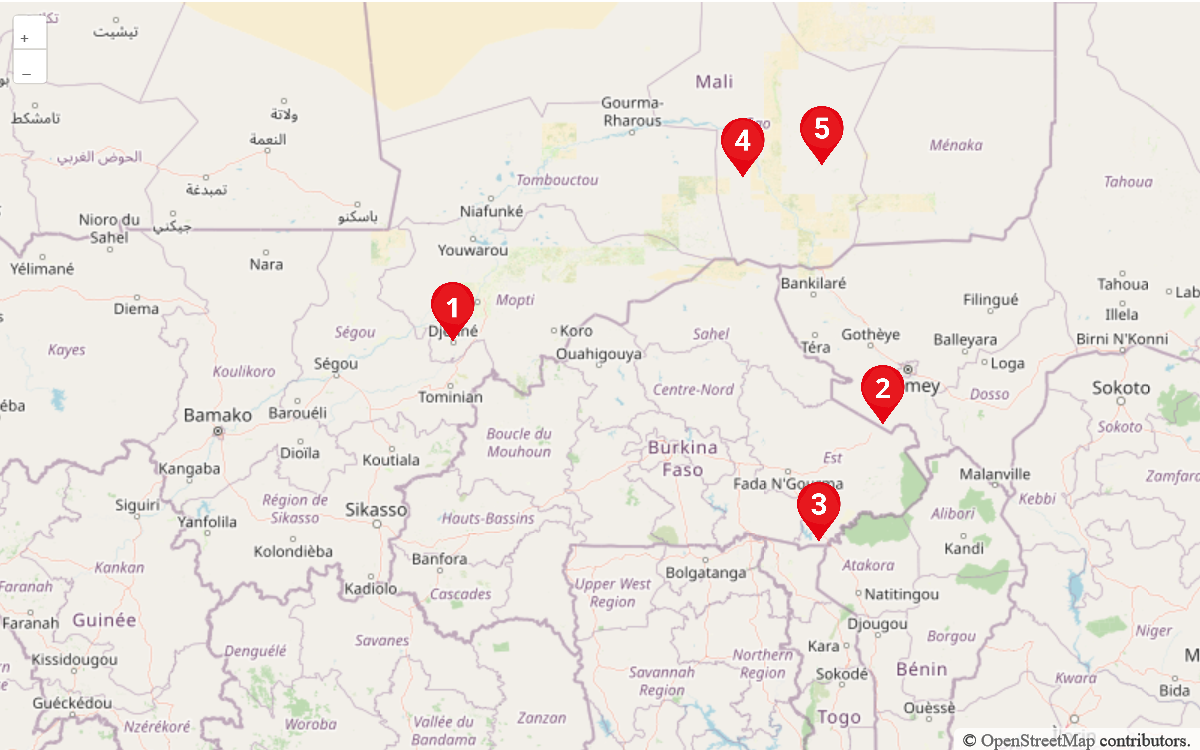 +
−
تيشيت
Mali
Gourma-
Rharous
ولاتة
تامشكط
النعمة
4
5
الحوض الغربي
Ménaka
Tombouctou
Tahoua
تمبدغة
Niafunké
باسكنو
Nioro du
Sahel
جيكني
Youwarou
Nara
Yélimané
Bankilaré
Tahoua
Diema
1
Mopti
Filingué
Illela
Ségou
Koro
Sahel
Gothèye
Balleyara
Birni N'Konni
Kayes
Ouahigouya
Téra
Loga
Koulikoro
Ségou
2
Centre-Nord
Dosso
Sokoto
Tominian
Bamako
Barouéli
Sokoto
Boucle du
Mouhoun
Burkina
Faso
Est
Dioïla
Koutiala
Kangaba
Fada N'Gourma
Malanville
Zamfara
Siguiri
Région de
Sikasso
Sikasso
3
Kebbi
Yanfolila
Hauts-Bassins
Alibori
Kolondièba
Banfora
Kandi
Kankan
Bolgatanga
Atakora
Faranah
Kadiolo
Cascades
Upper West
Region
Natitingou
Faranah
Guinée
Djougou
Savanes
Borgou
Niger
Denguélé
Kara
Kissidougou
Northern
Region
Bénin
Savannah
Region
Sokodé
Kwara
Bida
Guéckédou
Ouèssè
Nzérékoré
Woroba
Vallée du
Bandama
Zanzan
Togo
© OpenStreetMap contributors.